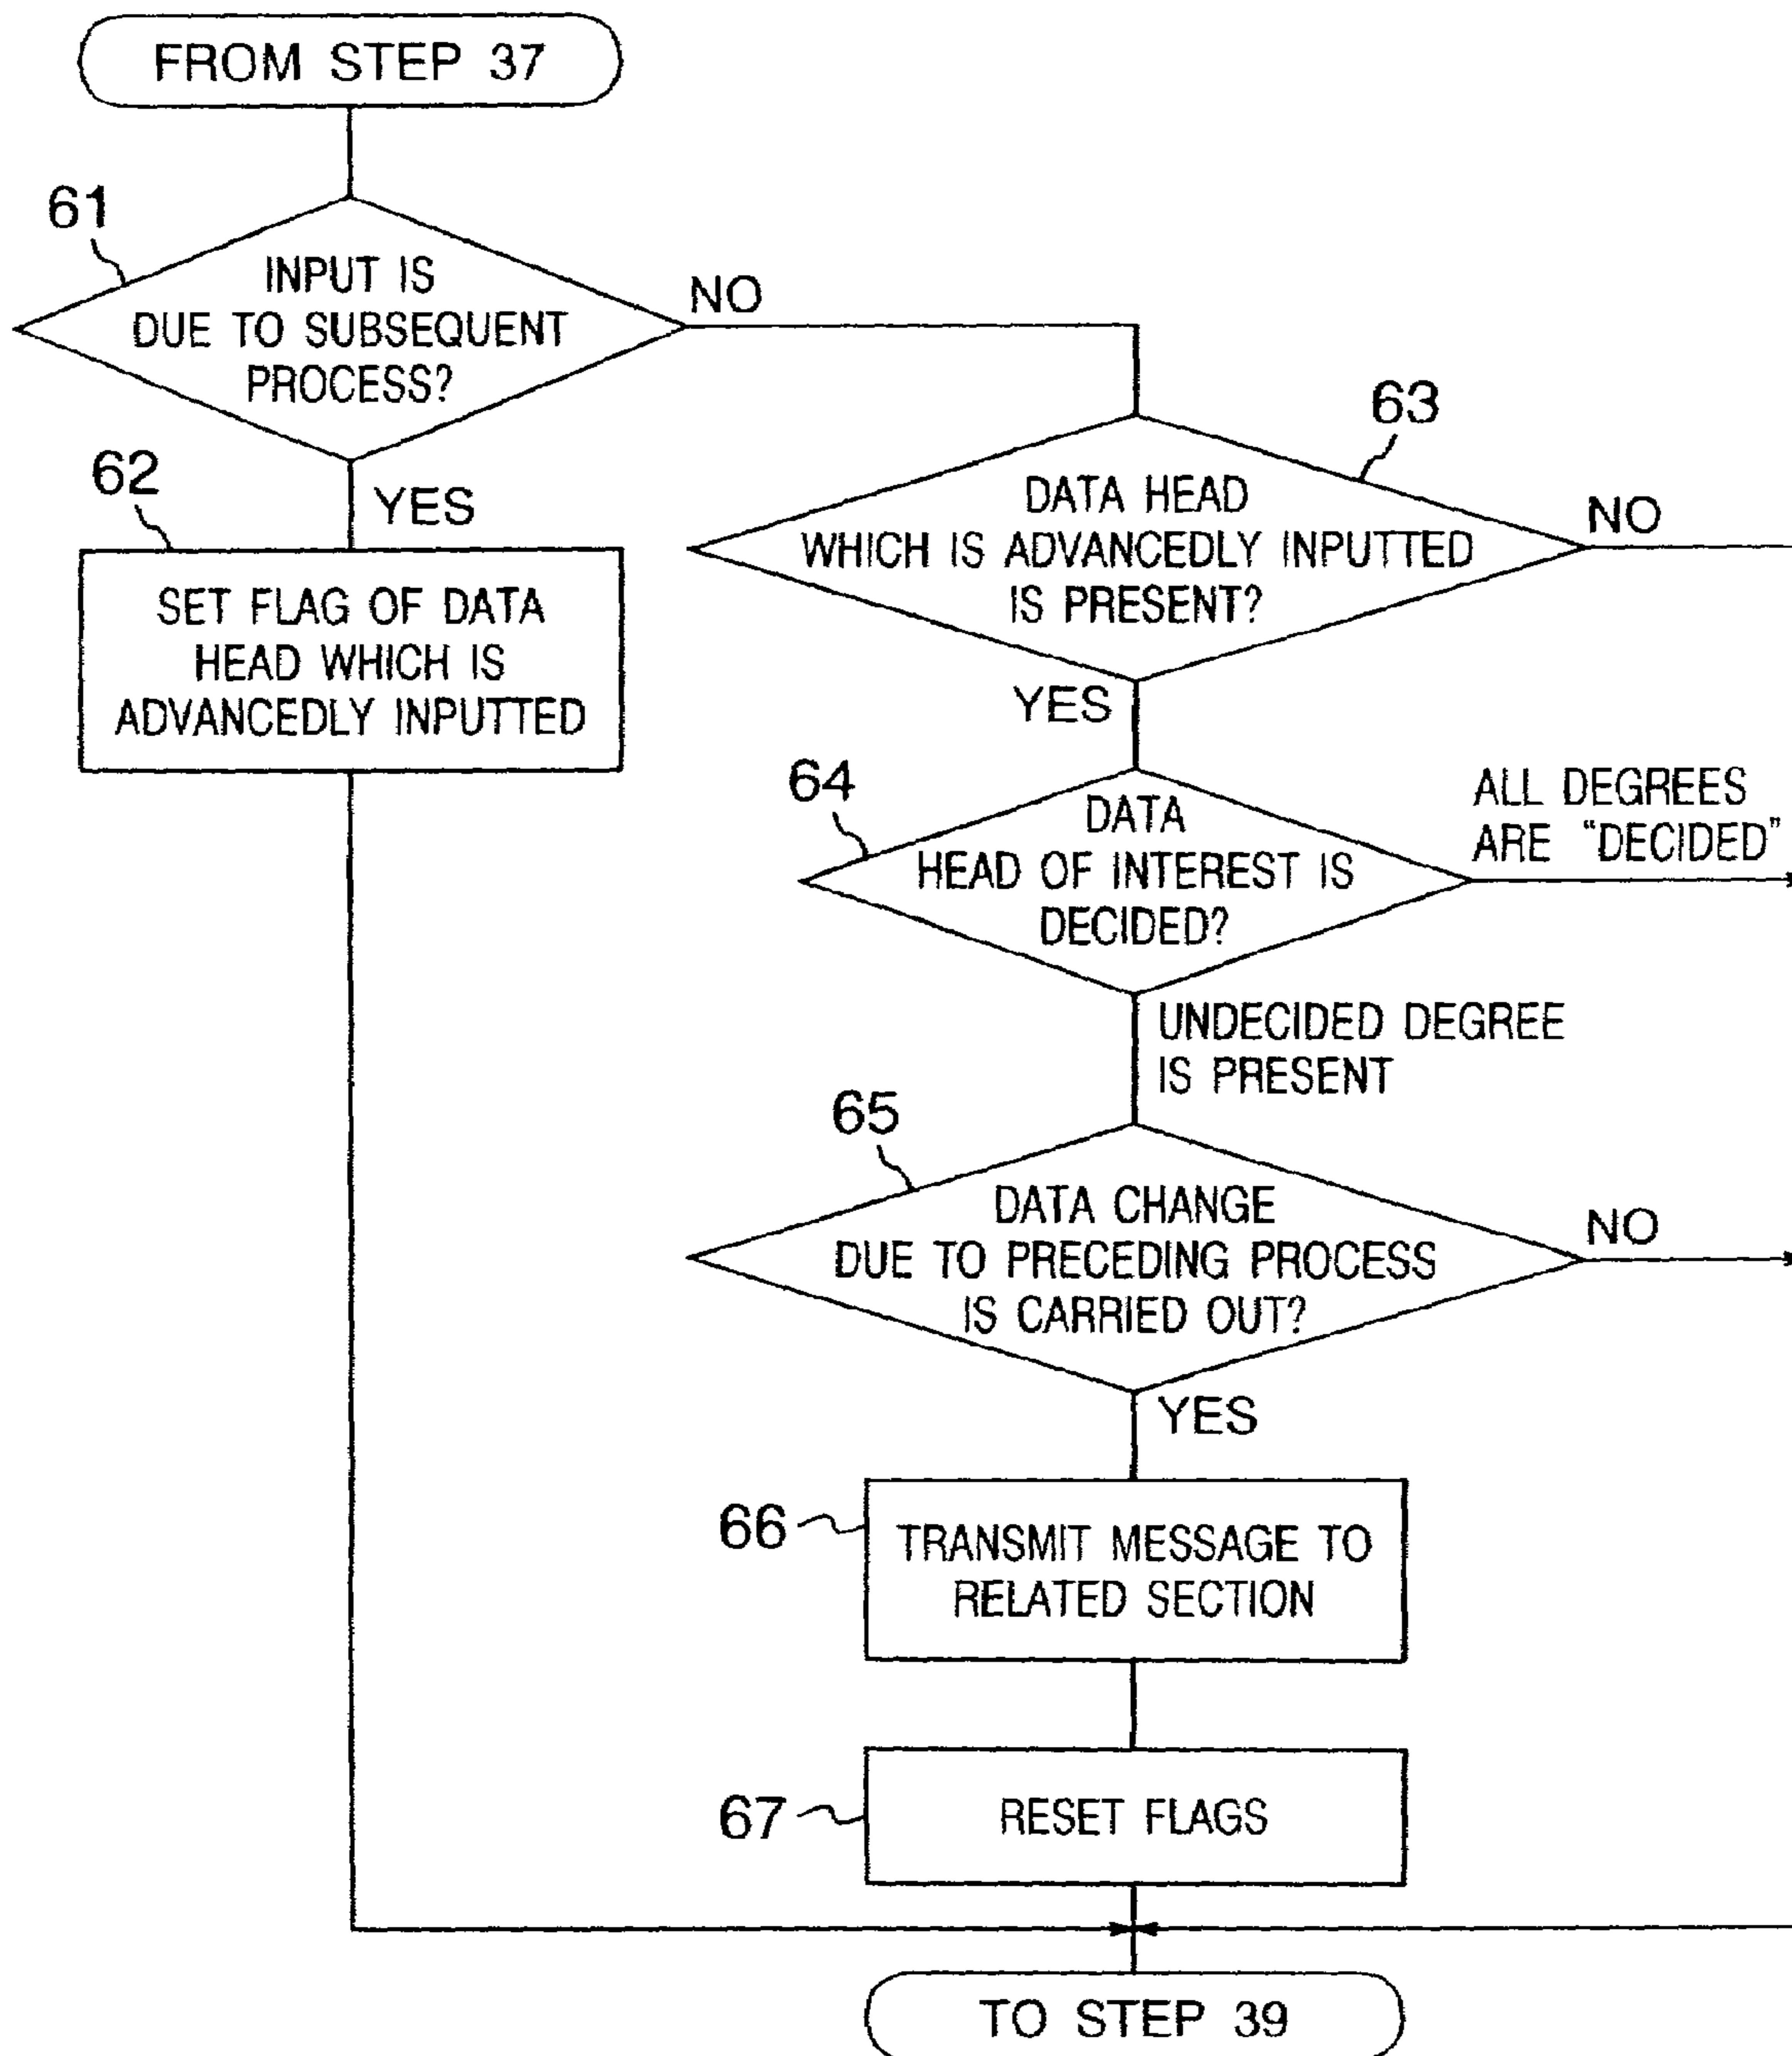 FROM STEP 37
61
INPUT IS
DUE TO SUBSEQUENT
PROCESS?
NO
YES
62
SET FLAG OF DATA
HEAD WHICH IS
ADVANCEDLY INPUTTED
63
DATA HEAD
WHICH IS ADVANCEDLY INPUTTED
IS PRESENT?
NO
YES
64
DATA
HEAD OF INTEREST IS
DECIDED?
ALL DEGREES
ARE “DECIDED”
UNDECIDED DEGREE
IS PRESENT
65
DATA CHANGE
DUE TO PRECEDING PROCESS
IS CARRIED OUT?
NO
YES
66
TRANSMIT MESSAGE TO
RELATED SECTION
67
RESET FLAGS
TO STEP 39